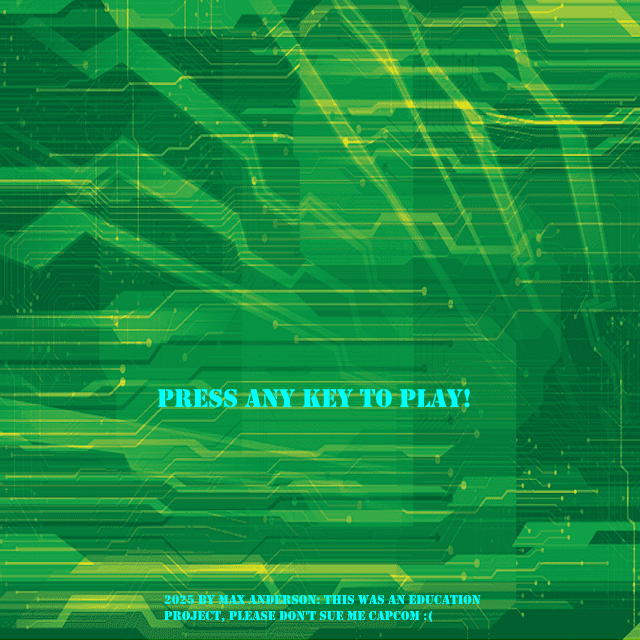 PRESS ANY KEY TO PLAY!
2025 BY MAX ANDERSON: THIS WAS AN EDUCATION
PROJECT, PLEASE DON'T SUE ME CAPCOM :(